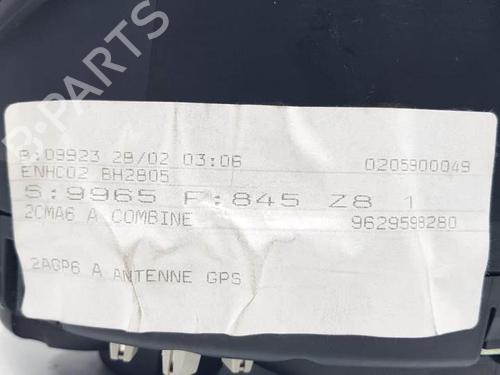 B-PARTS
R:09923 28/02 03:06 0205900049
ENHC02 BH2805
S:9965 P:845 Z8 1
2CMA6 A COMBINE 9629598280
2AGP6 A ANTENNE GPS